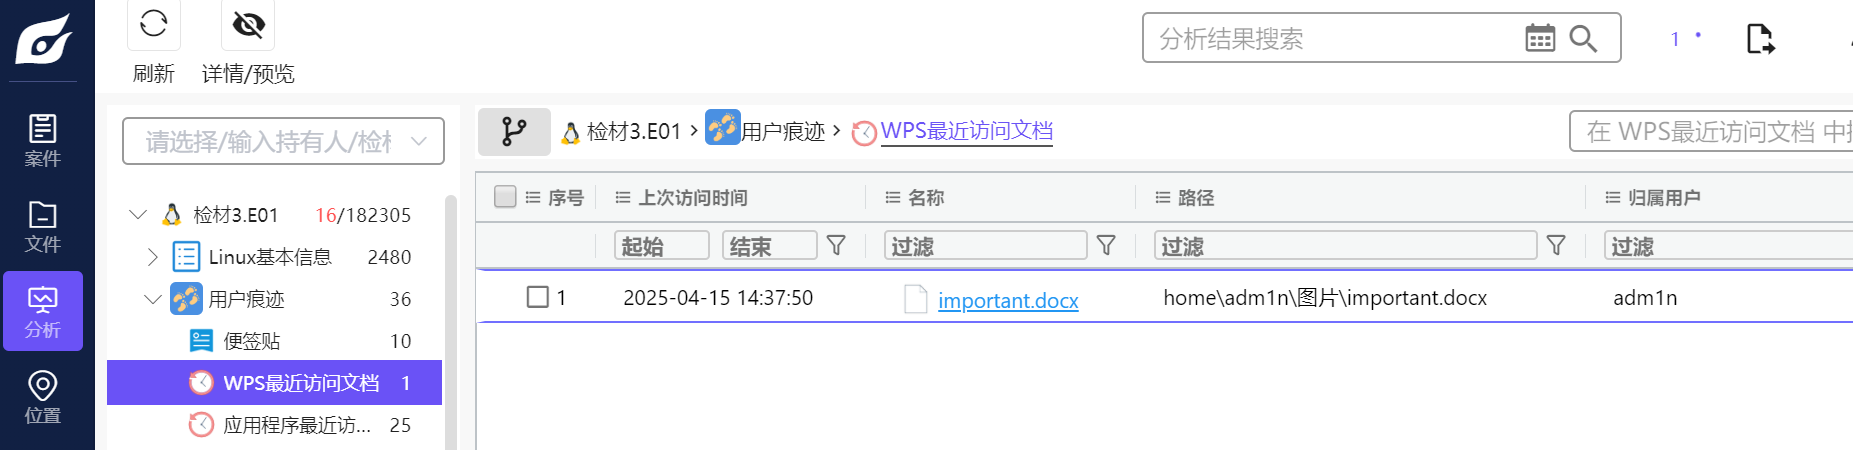 刷新
详情/预览
分析结果搜索
1
案件
文件
分析
位置
请选择/输入持有人/检
检材3.E01 16/182305
Linux基本信息 2480
用户痕迹 36
便签贴 10
WPS最近访问文档 1
应用程序最近访... 25
检材3.E01 > 用户痕迹 > WPS最近访问文档
在 WPS最近访问文档 中
序号 上次访问时间 名称 路径 归属用户
起始 结束 过滤 过滤 过滤
1 2025-04-15 14:37:50 important.docx home\adm1n\图片\important.docx adm1n